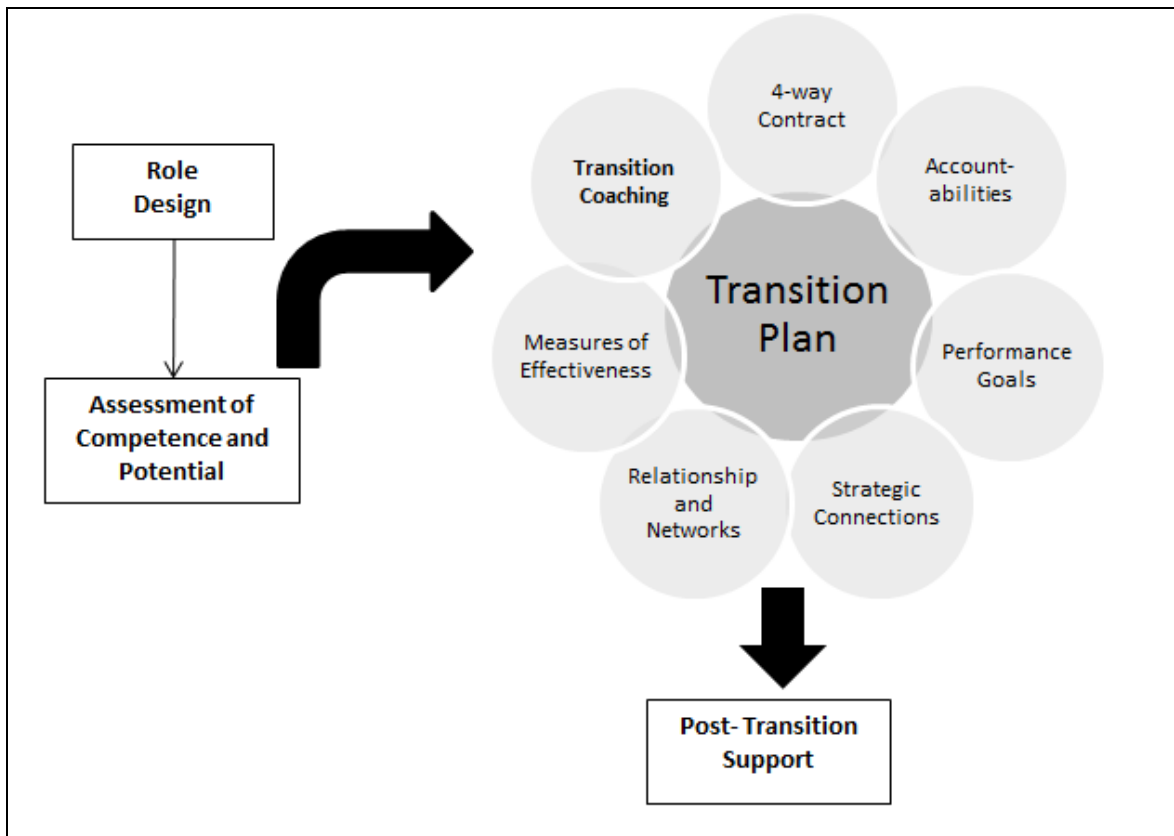 Role
Design
Assessment of
Competence and
Potential
Transition
Plan
4-way
Contract
Account-
abilities
Performance
Goals
Strategic
Connections
Relationship
and
Networks
Measures of
Effectiveness
Transition
Coaching
Post- Transition
Support